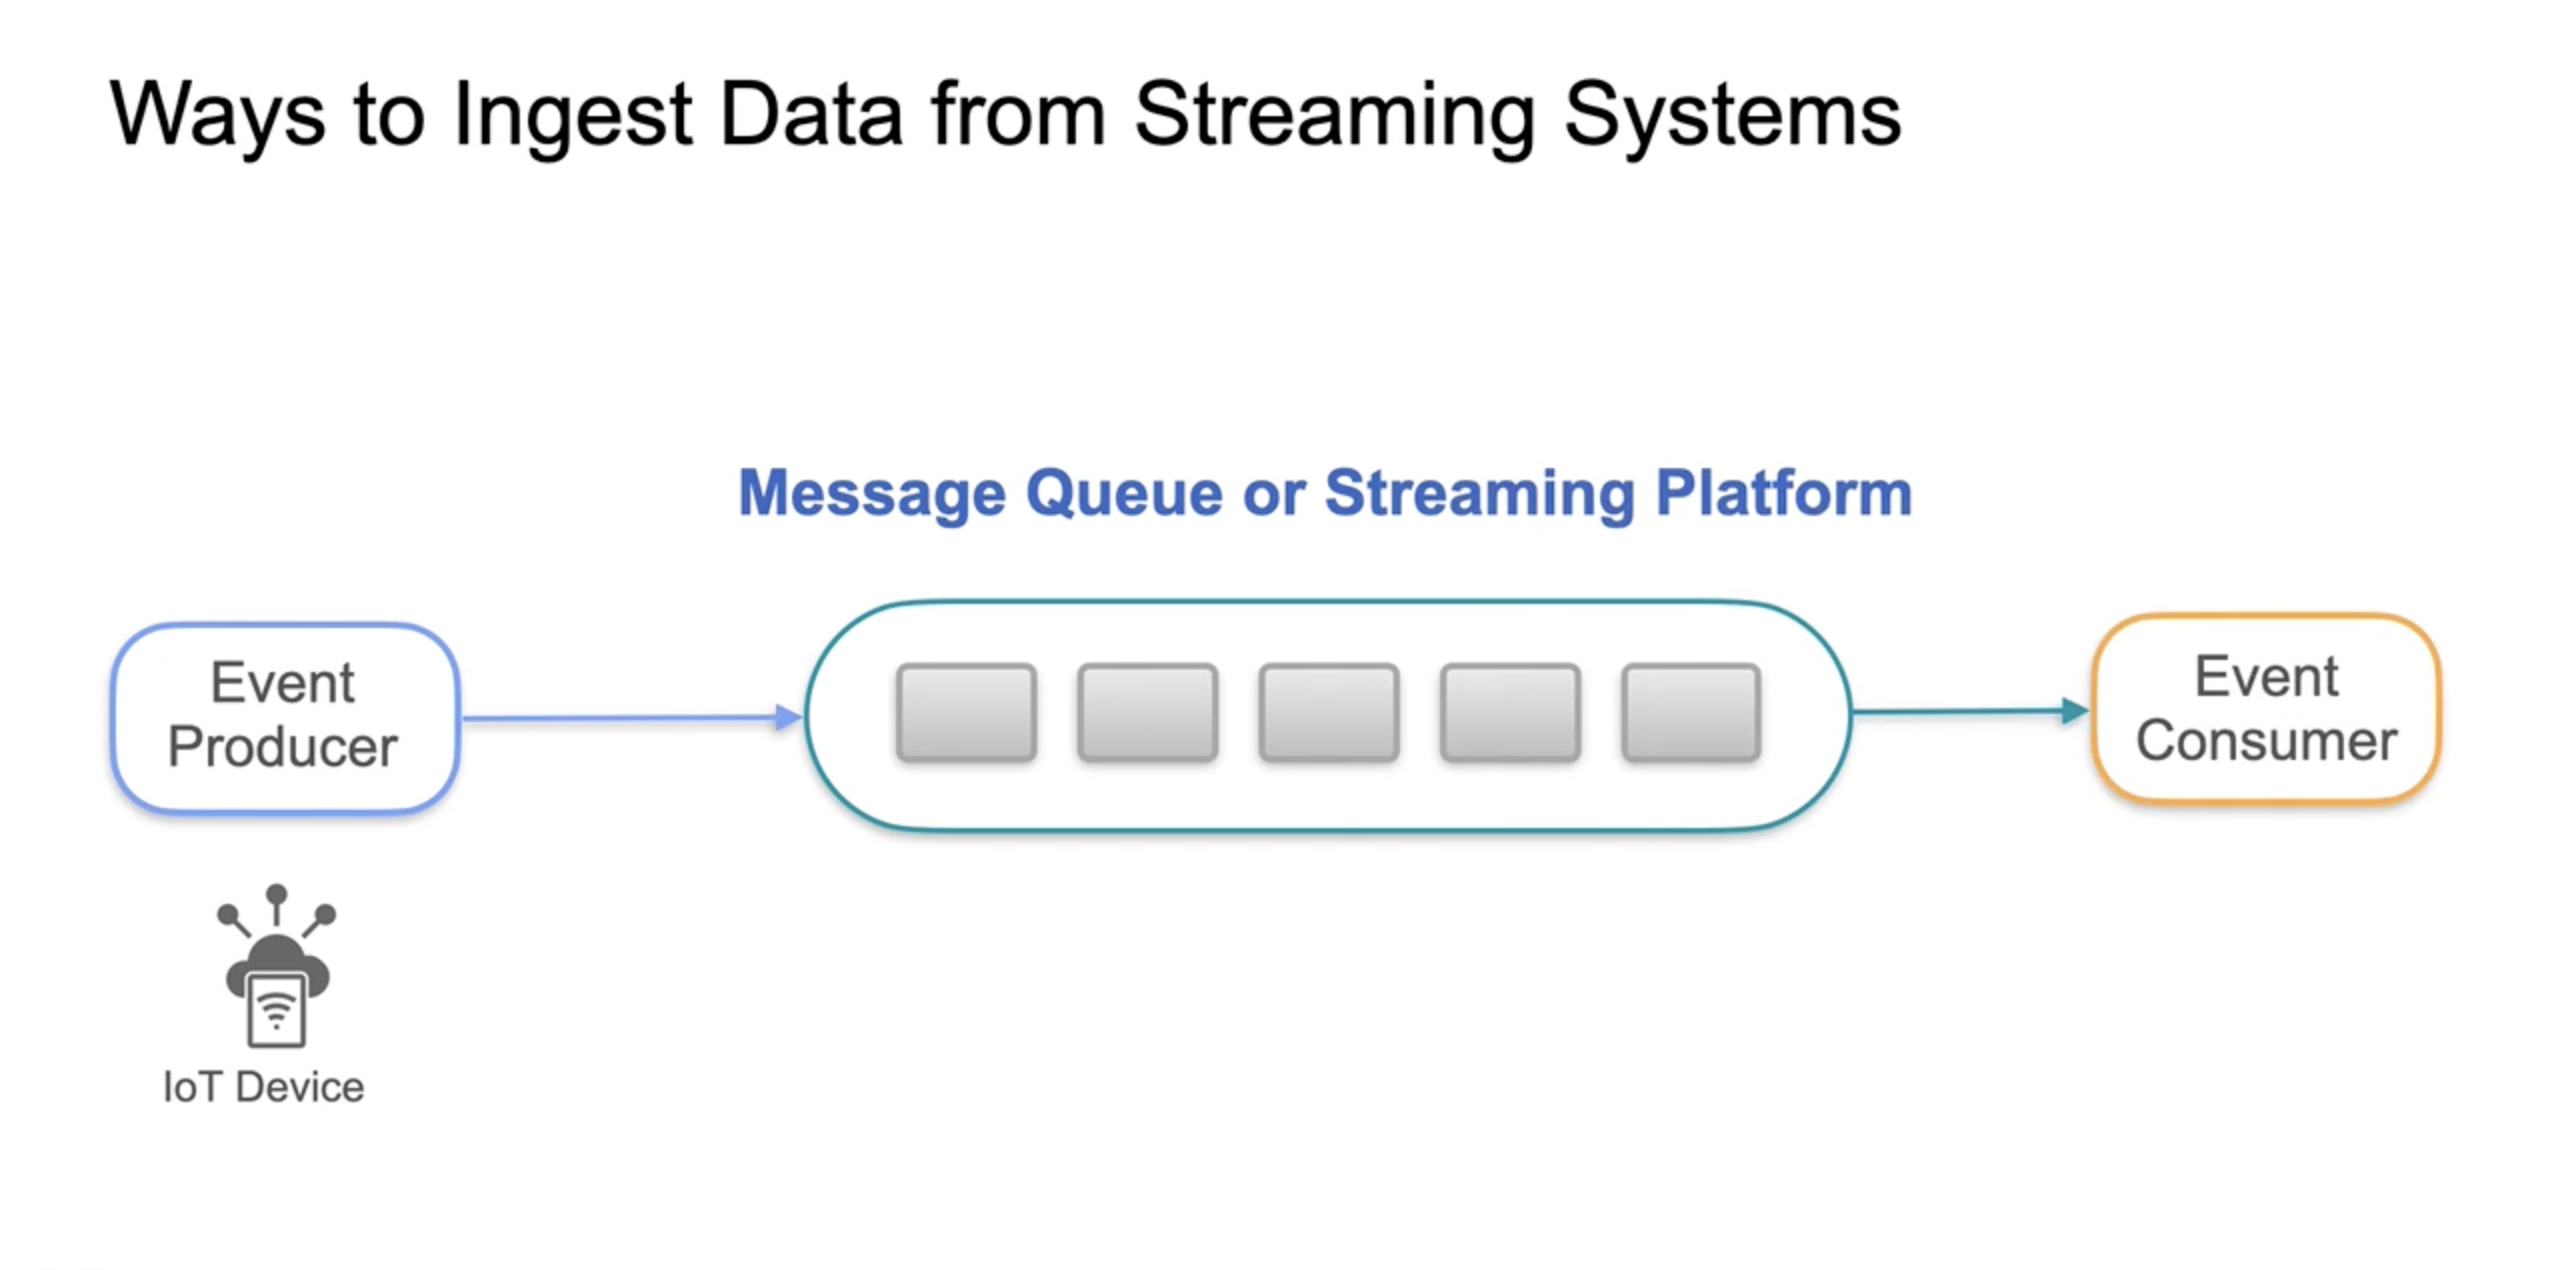 Ways to Ingest Data from Streaming Systems
Message Queue or Streaming Platform
Event
Producer
Event
Consumer
IoT Device